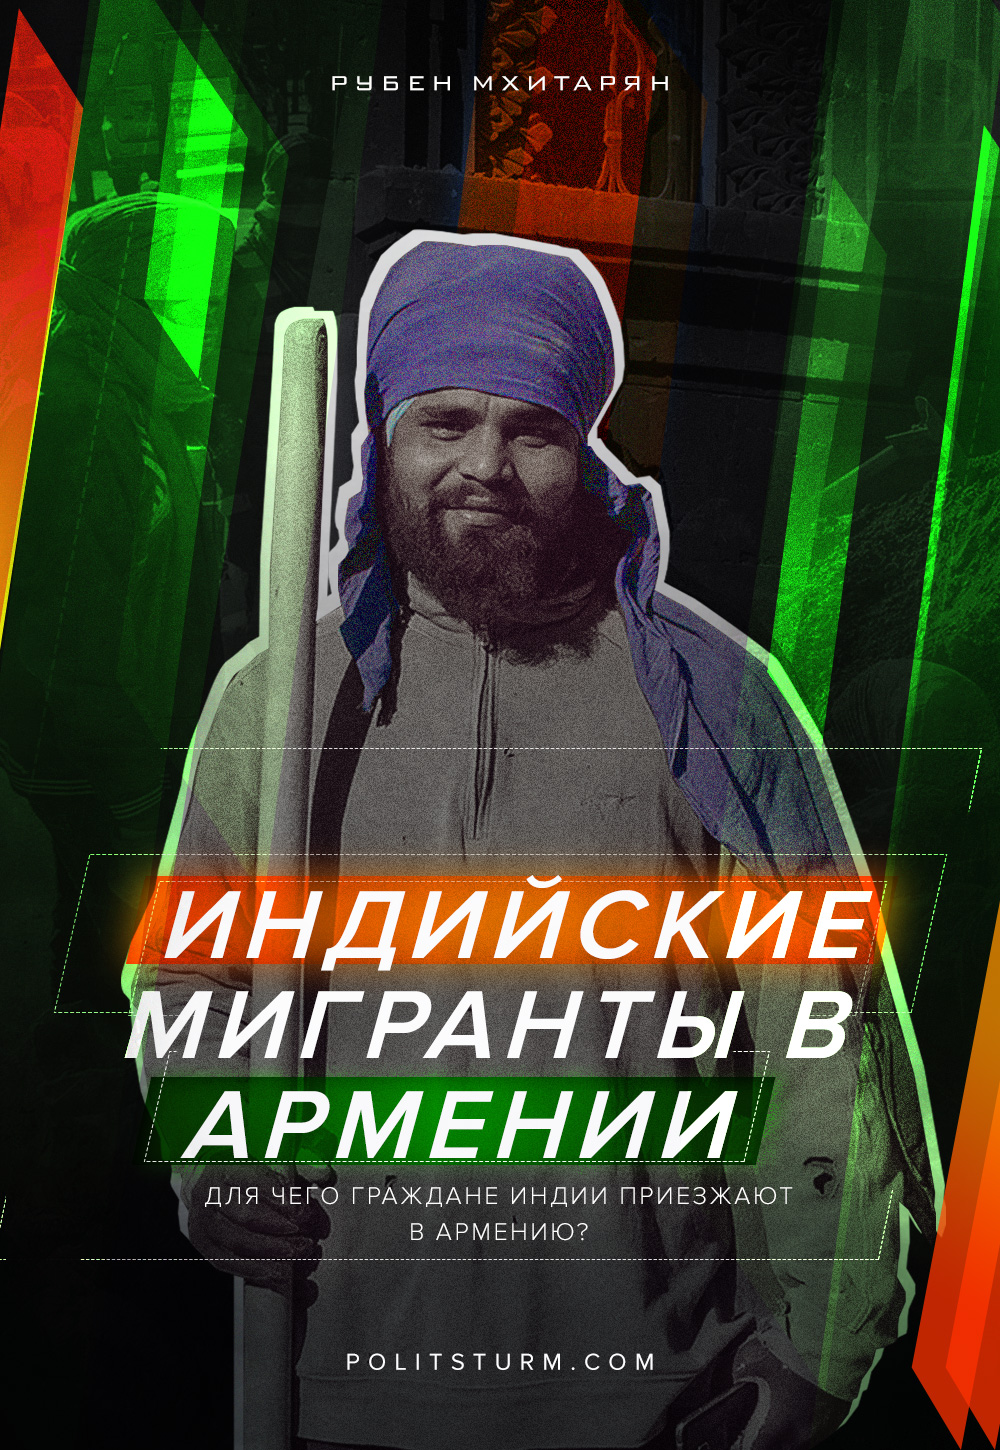 РУБЕН МХИТАРЯН
ИНДИЙСКИЕ
МИГРАНТЫ В
АРМЕНИИ
ДЛЯ ЧЕГО ГРАЖДАНЕ ИНДИИ ПРИЕЗЖАЮТ
В АРМЕНИЮ?
POLITSTURM.COM